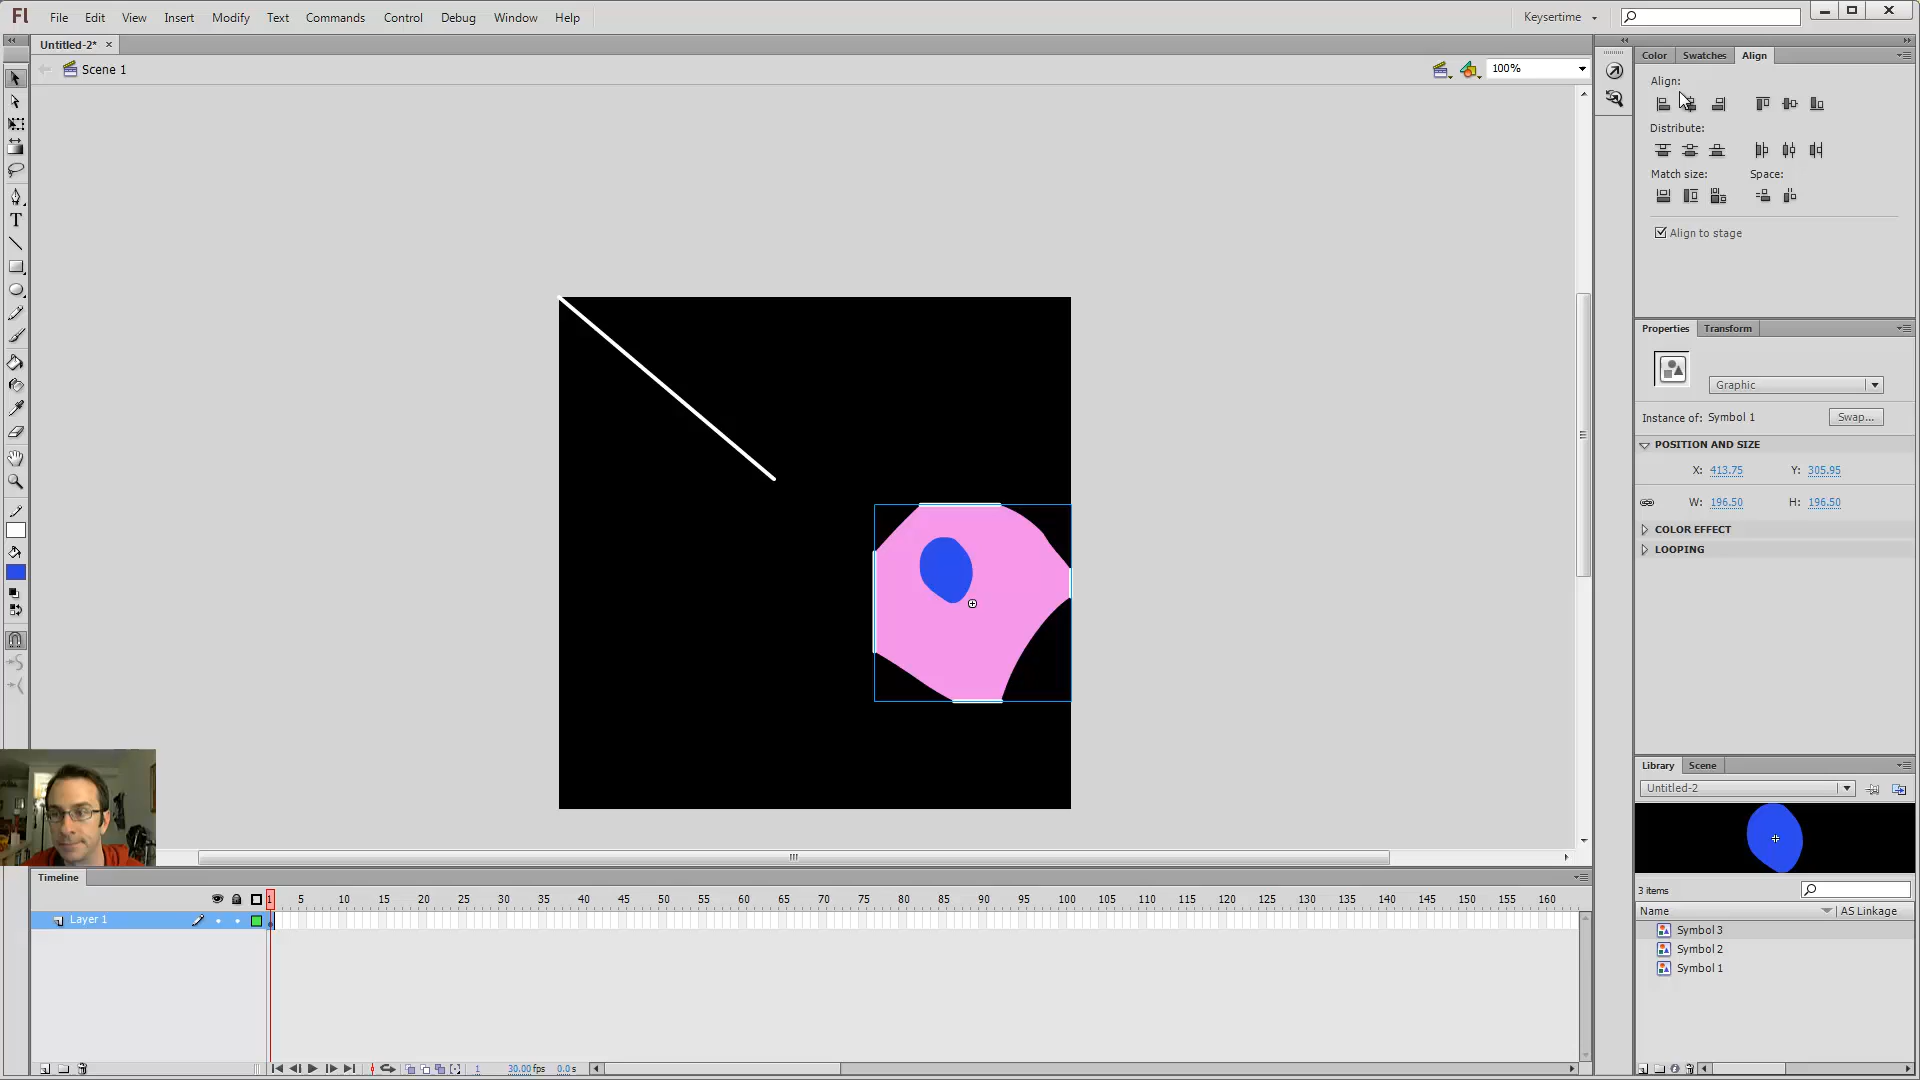 Fl File Edit View Insert Modify Text Commands Control Debug Window Help Keysertime
Untitled-2* ×
Scene 1 100%
Color Swatches Align
Align:
Distribute:
Match size: Space:
Align to stage
Properties Transform
Graphic
Instance of: Symbol 1 Swap...
POSITION AND SIZE
X: 413.75 Y: 305.95
W: 196.50 H: 196.50
COLOR EFFECT
LOOPING
T
Library Scene
Untitled-2
3 items
Name AS Linkage
Symbol 3
Symbol 2
Symbol 1
Timeline
1 5 10 15 20 25 30 35 40 45 50 55 60 65 70 75 80 85 90 95 100 105 110 115 120 125 130 135 140 145 150 155 160
Layer 1
1 30.00 fps 0.0 s